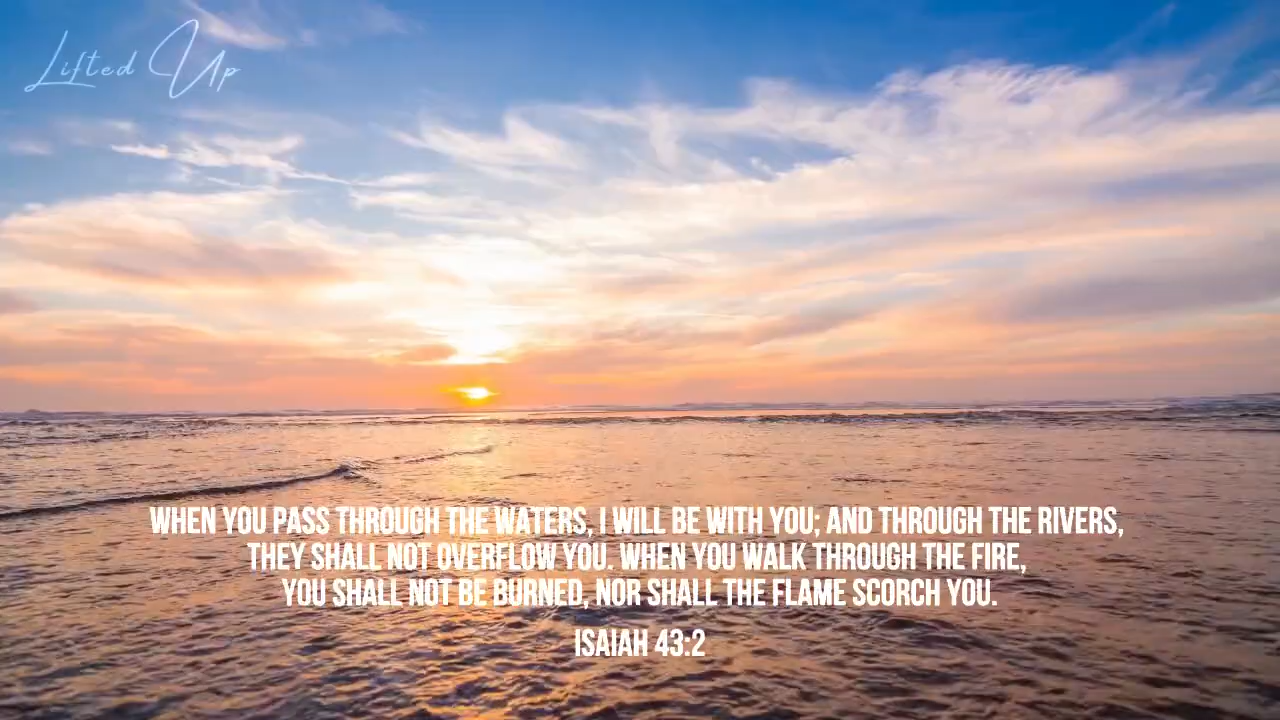 Lifted Up
WHEN YOU PASS THROUGH THE WATERS, I WILL BE WITH YOU; AND THROUGH THE RIVERS,
THEY SHALL NOT OVERFLOW YOU. WHEN YOU WALK THROUGH THE FIRE,
YOU SHALL NOT BE BURNED, NOR SHALL THE FLAME SCORCH YOU.
ISAIAH 43:2